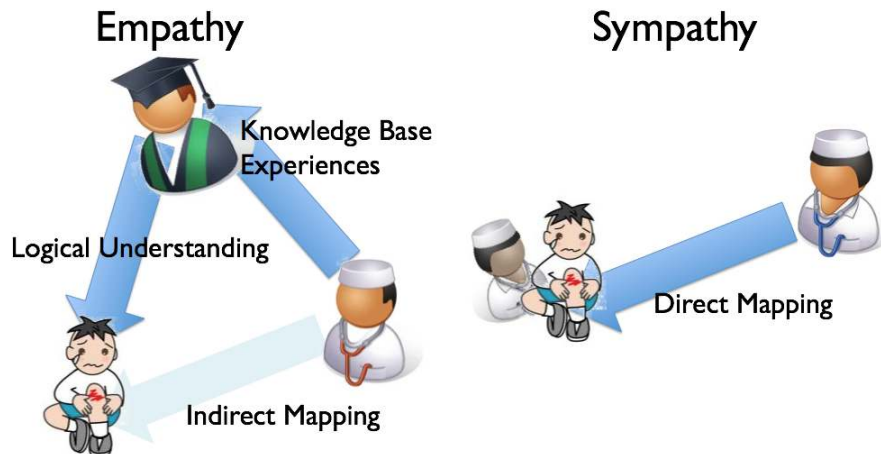 Empathy
Sympathy
Knowledge Base
Experiences
Logical Understanding
Indirect Mapping
Direct Mapping